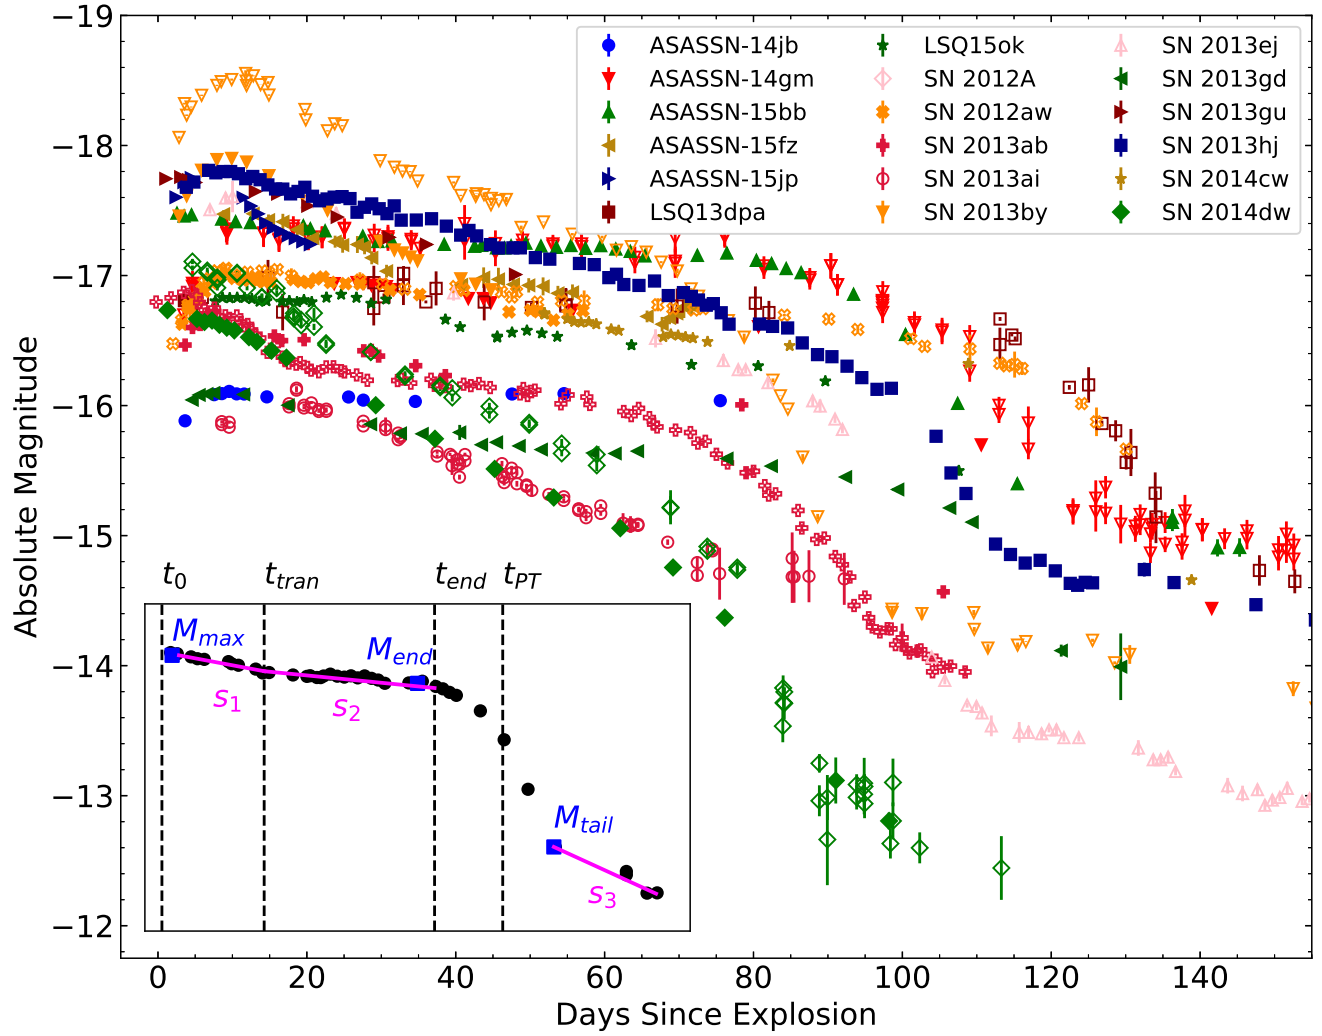 −19
−18
−17
−16
−15
−14
−13
−12
Absolute Magnitude
ASASSN-14jb
ASASSN-14gm
ASASSN-15bb
ASASSN-15fz
ASASSN-15jp
LSQ13dpa
LSQ15ok
SN 2012A
SN 2012aw
SN 2013ab
SN 2013ai
SN 2013by
SN 2013ej
SN 2013gd
SN 2013gu
SN 2013hj
SN 2014cw
SN 2014dw
t0 ttran tend tPT
Mmax
Mend
s1
s2
Mtail
s3
0 20 40 60 80 100 120 140
Days Since Explosion